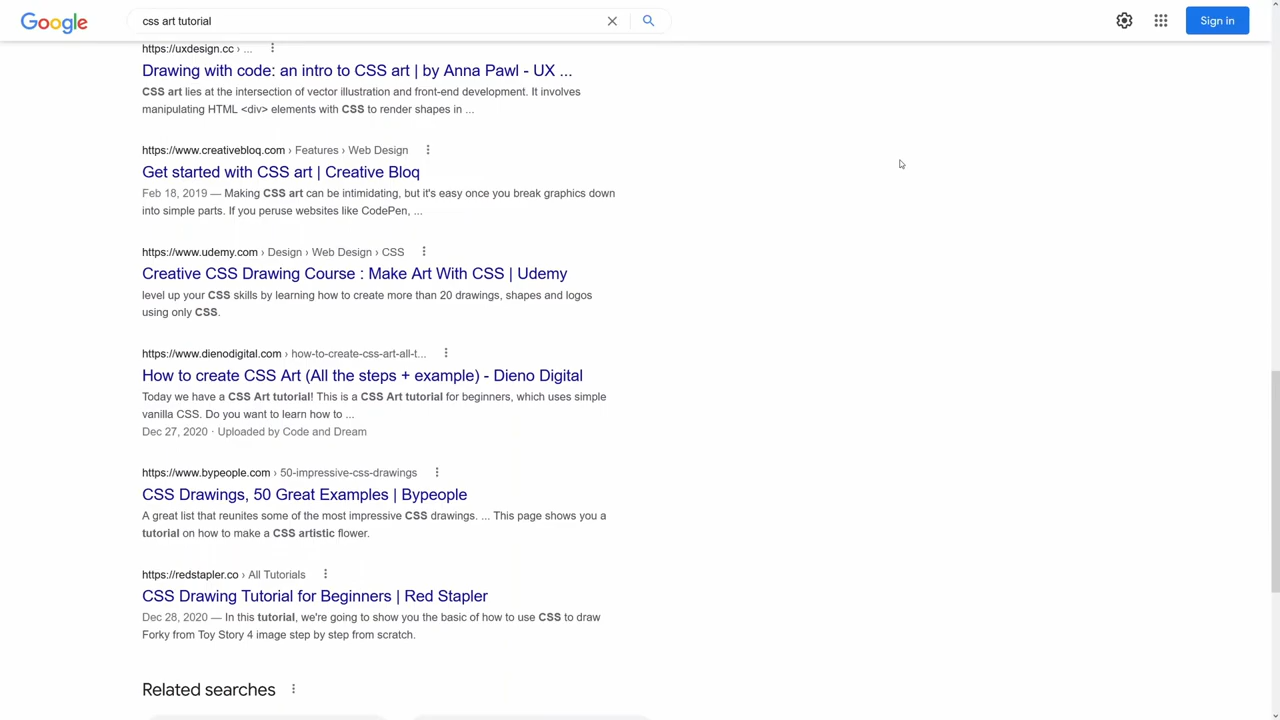 Google
css art tutorial
Sign in
https://uxdesign.cc › ...
Drawing with code: an intro to CSS art | by Anna Pawl - UX ...
CSS art lies at the intersection of vector illustration and front-end development. It involves
manipulating HTML <div> elements with CSS to render shapes in ...
https://www.creativebloq.com › Features › Web Design
Get started with CSS art | Creative Bloq
Feb 18, 2019 — Making CSS art can be intimidating, but it's easy once you break graphics down
into simple parts. If you peruse websites like CodePen, ...
https://www.udemy.com › Design › Web Design › CSS
Creative CSS Drawing Course : Make Art With CSS | Udemy
level up your CSS skills by learning how to create more than 20 drawings, shapes and logos
using only CSS.
https://www.dienodigital.com › how-to-create-css-art-all-t...
How to create CSS Art (All the steps + example) - Dieno Digital
Today we have a CSS Art tutorial! This is a CSS Art tutorial for beginners, which uses simple
vanilla CSS. Do you want to learn how to ...
Dec 27, 2020 · Uploaded by Code and Dream
https://www.bypeople.com › 50-impressive-css-drawings
CSS Drawings, 50 Great Examples | Bypeople
A great list that reunites some of the most impressive CSS drawings. ... This page shows you a
tutorial on how to make a CSS artistic flower.
https://redstapler.co › All Tutorials
CSS Drawing Tutorial for Beginners | Red Stapler
Dec 28, 2020 — In this tutorial, we're going to show you the basic of how to use CSS to draw
Forky from Toy Story 4 image step by step from scratch.
Related searches